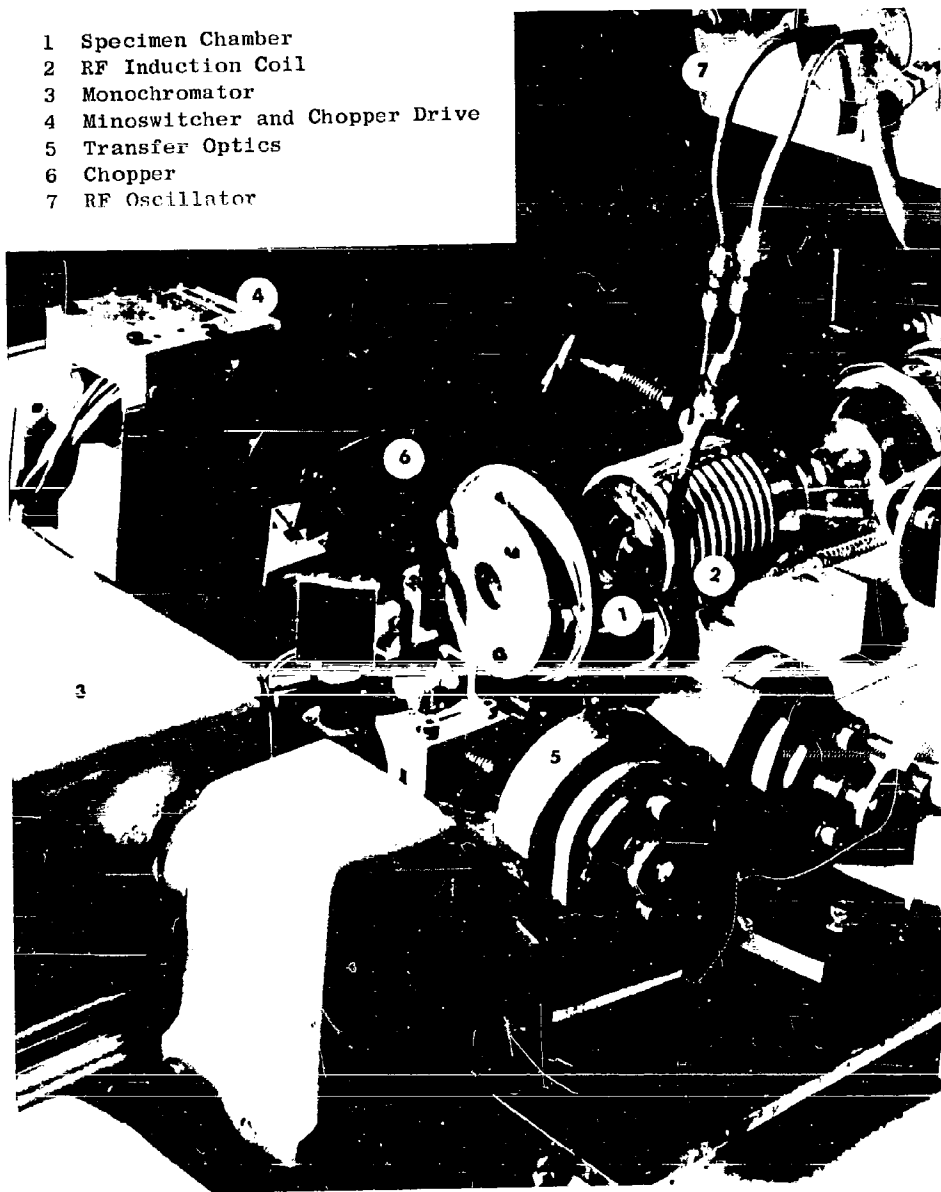 1 Specimen Chamber
2 RF Induction Coil
3 Monochromator
4 Minoswitcher and Chopper Drive
5 Transfer Optics
6 Chopper
7 RF Oscillator
7
4
6
2
1
3
5